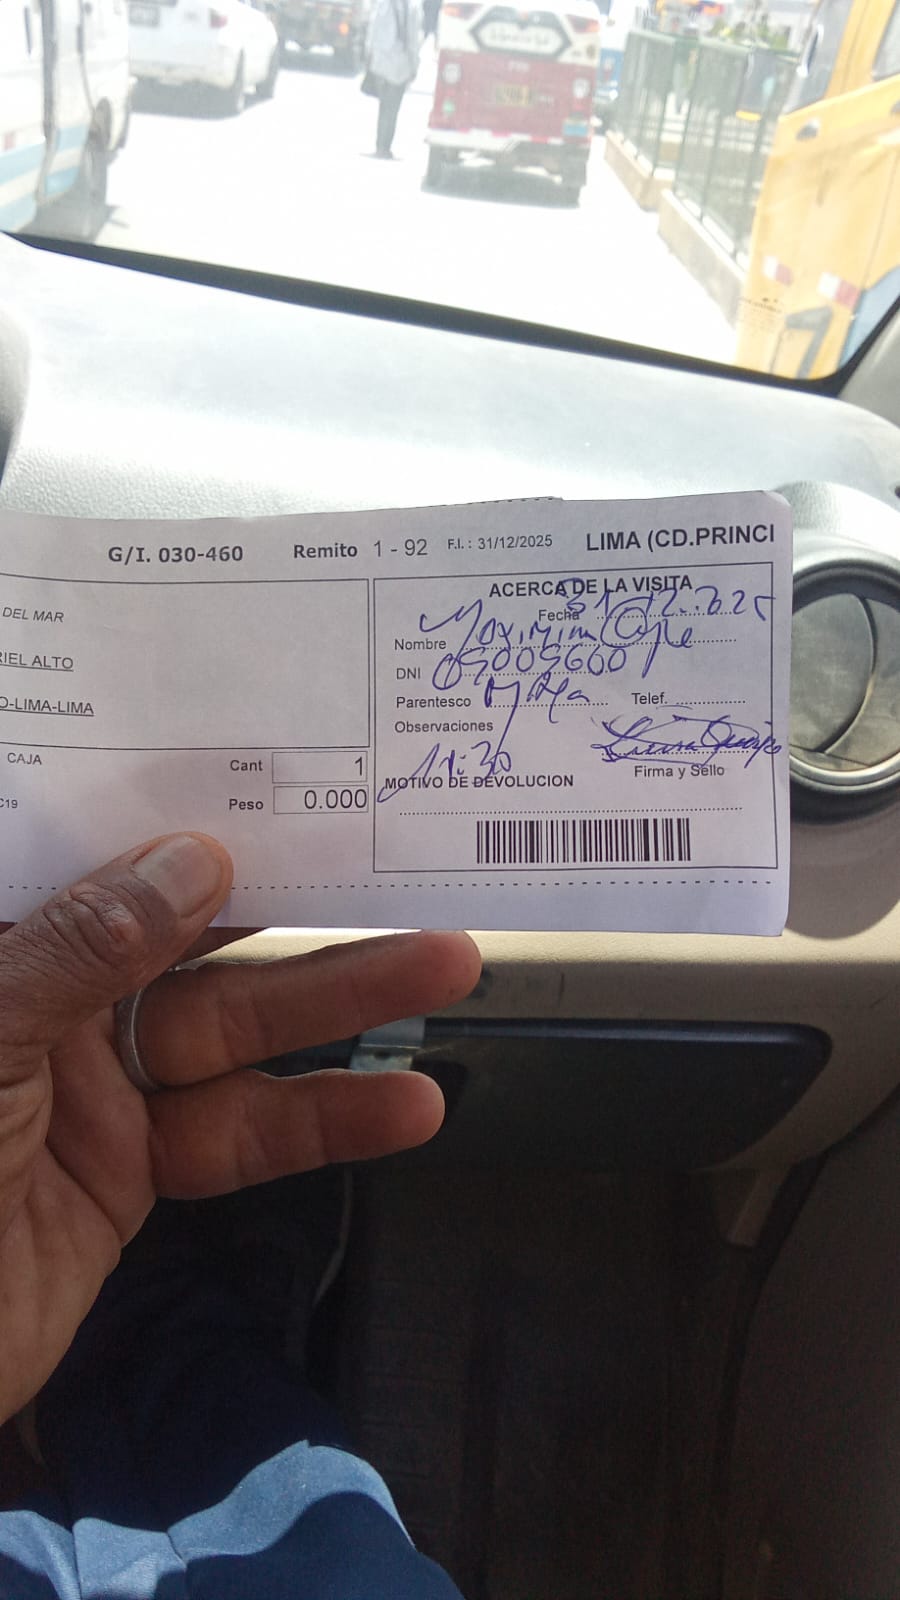 G/I. 030-460 Remito 1 - 92 F.I.: 31/12/2025 LIMA (CD.PRINCI
DEL MAR
RIEL ALTO
O-LIMA-LIMA
CAJA
C19
Cant 1
Peso 0.000
ACERCA DE LA VISITA
Fecha 31
Nombre
DNI 09005600
Parentesco
Telef.
Observaciones
11:30
Firma y Sello
MOTIVO DE DEVOLUCION